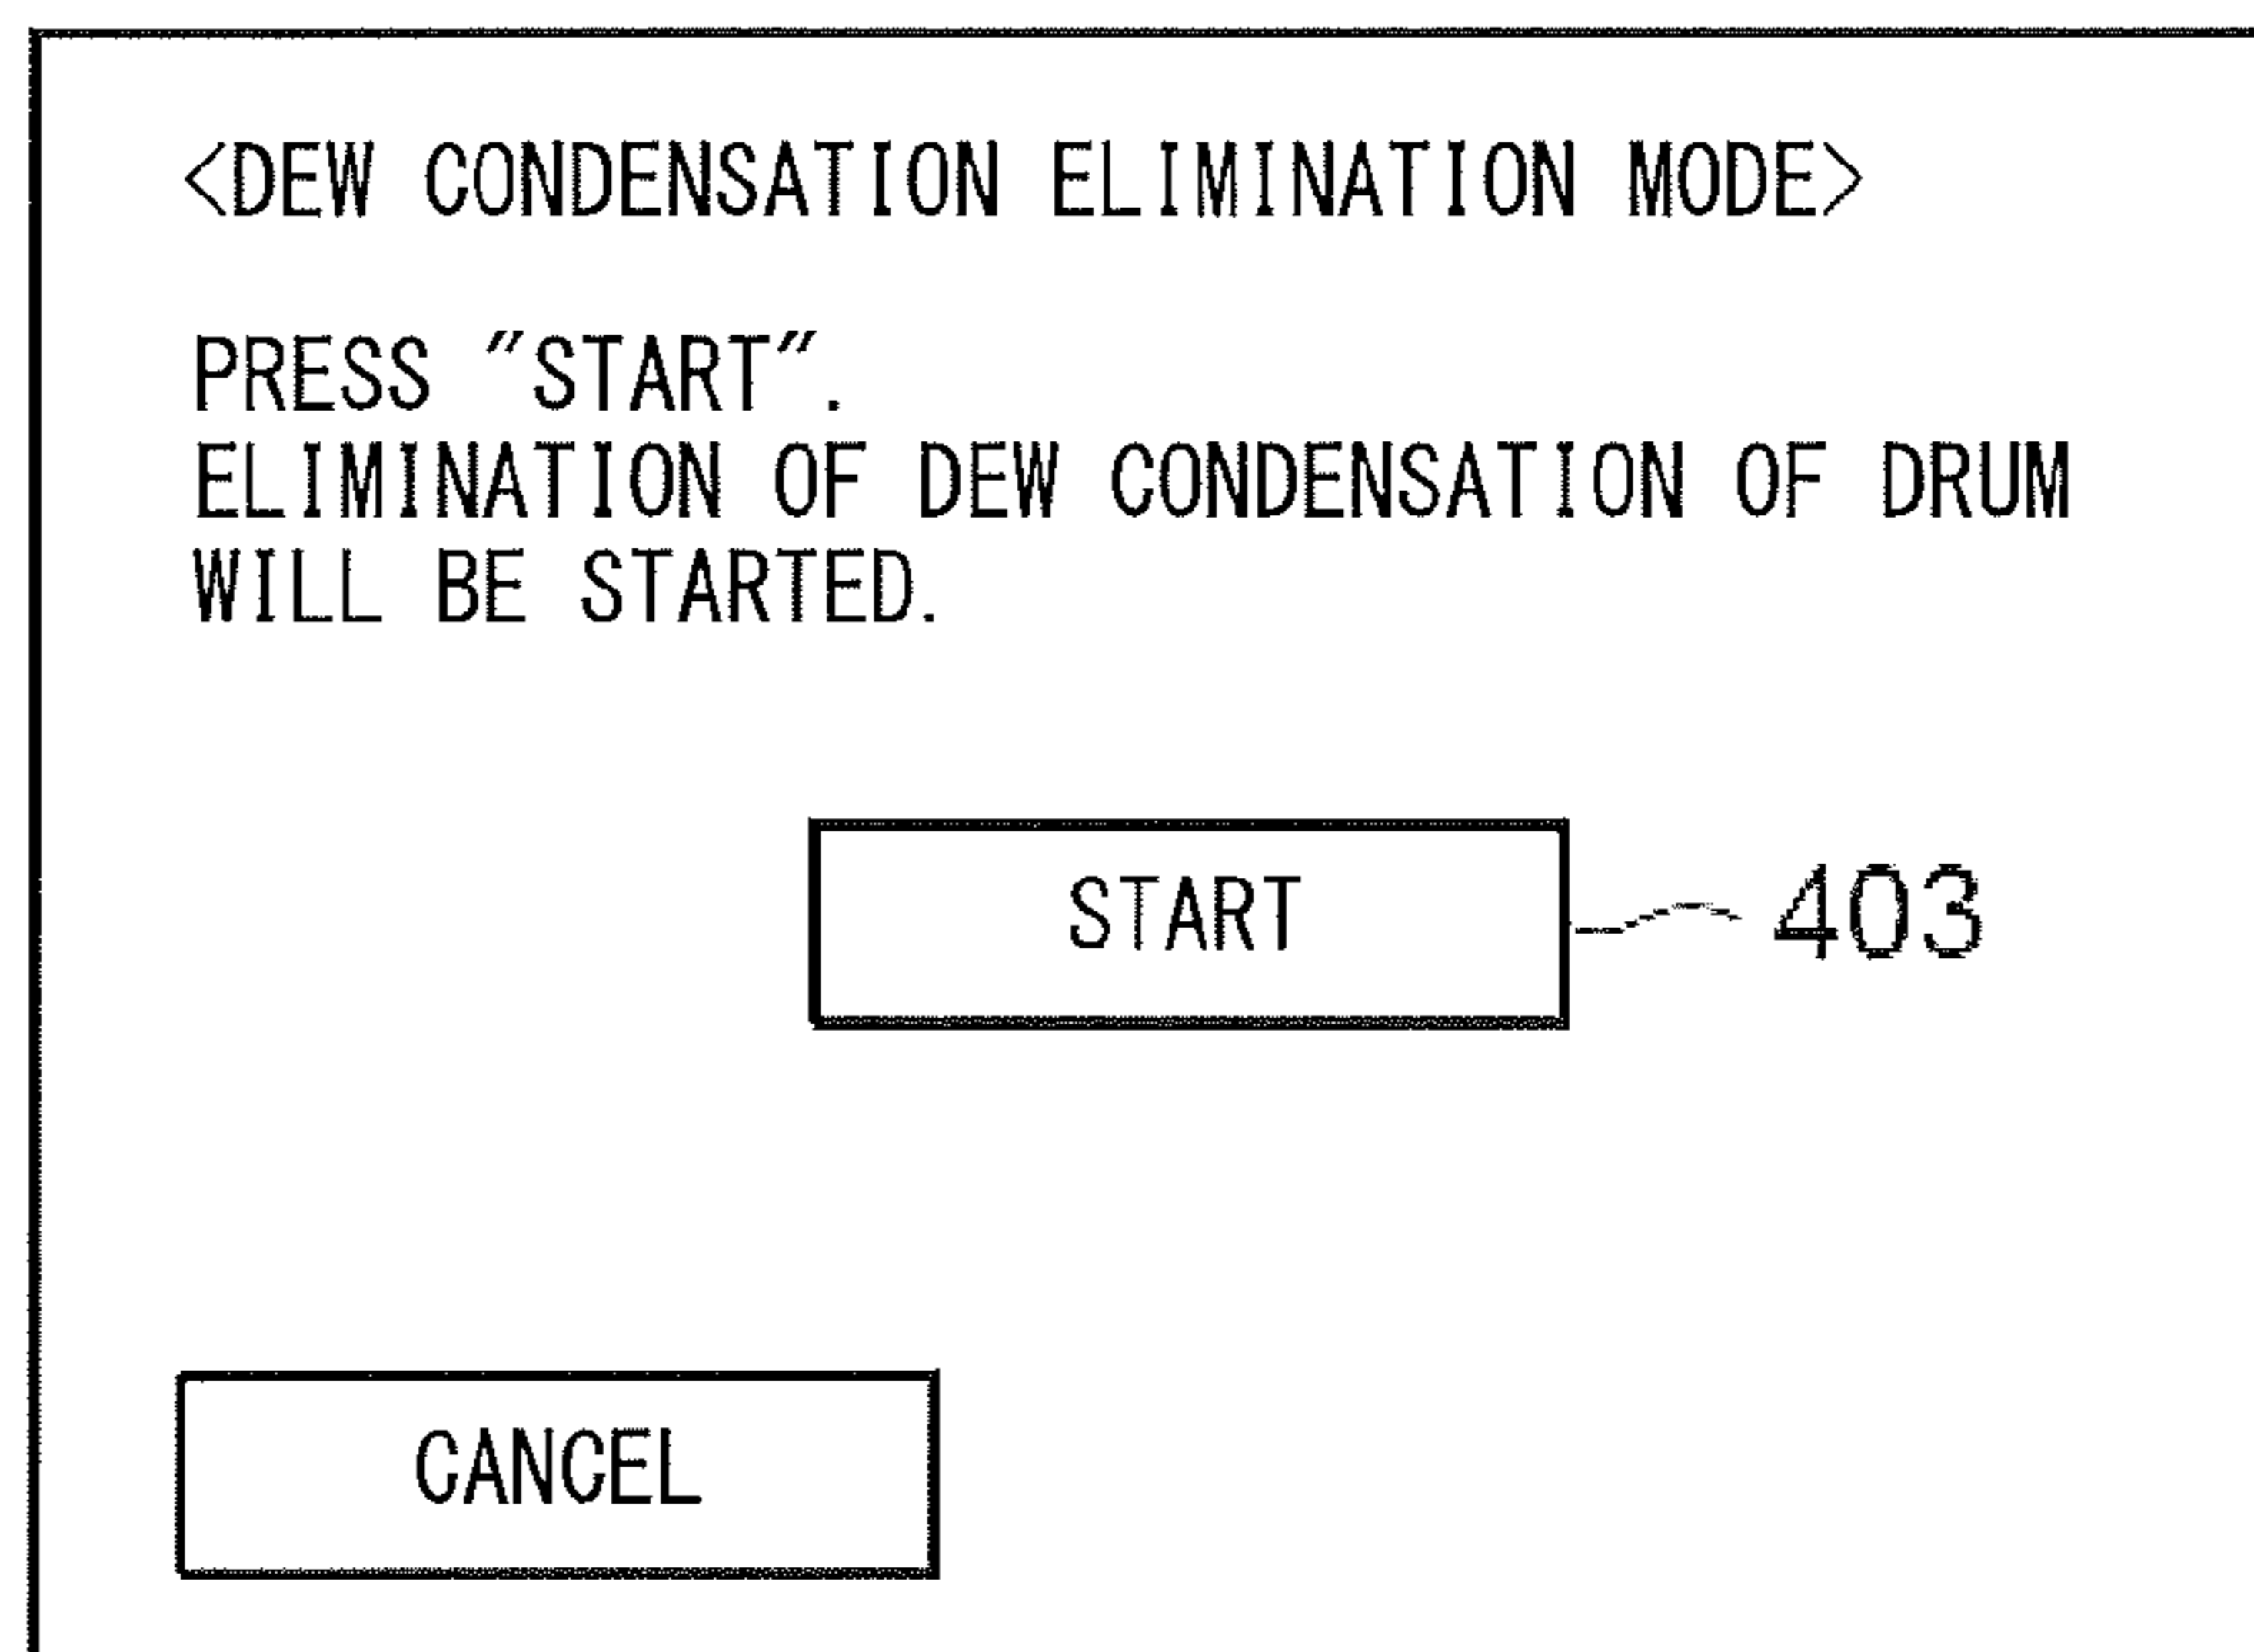 <DEW CONDENSATION ELIMINATION MODE>
PRESS "START".
ELIMINATION OF DEW CONDENSATION OF DRUM
WILL BE STARTED.
START
403
CANCEL